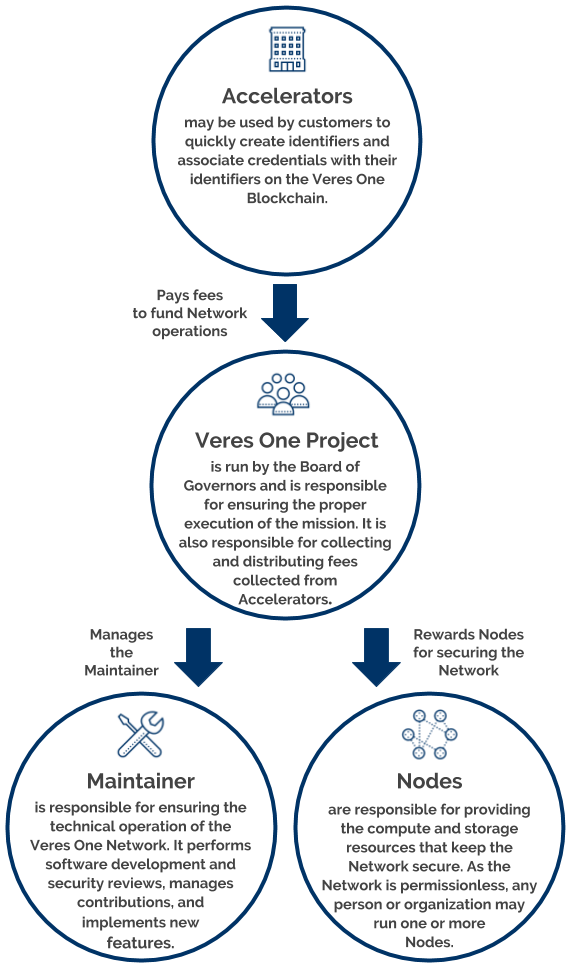 Accelerators
may be used by customers to
quickly create identifiers and
associate credentials with their
identifiers on the Veres One
Blockchain.
Pays fees
to fund Network
operations
Veres One Project
is run by the Board of
Governors and is responsible
for ensuring the proper
execution of the mission. It is
also responsible for collecting
and distributing fees
collected from
Accelerators.
Manages
the
Maintainer
Rewards Nodes
for securing the
Network
Maintainer
is responsible for ensuring the
technical operation of the
Veres One Network. It performs
software development and
security reviews, manages
contributions, and
implements new
features.
Nodes
are responsible for providing
the compute and storage
resources that keep the
Network secure. As the
Network is permissionless, any
person or organization may
run one or more
Nodes.